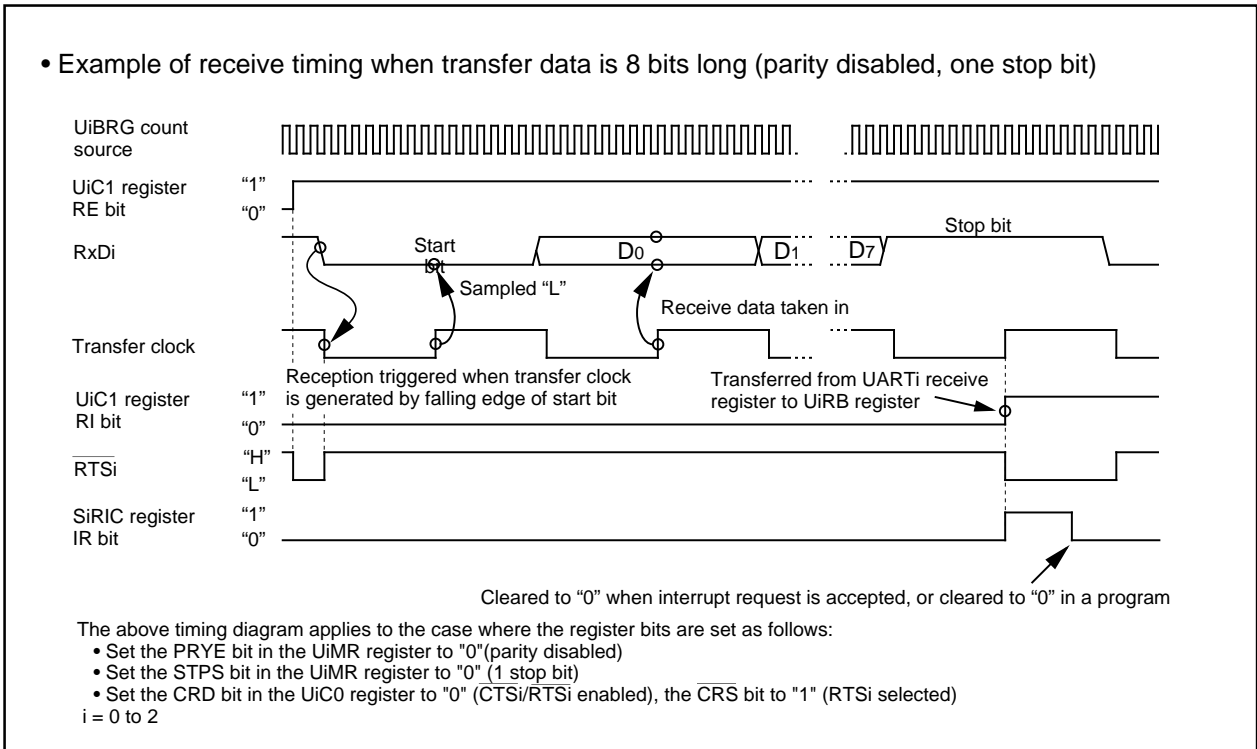 • Example of receive timing when transfer data is 8 bits long (parity disabled, one stop bit)
UiBRG count
source
UiC1 register
RE bit
“1”
“0”
RxDi
Start
bit
D0
D1
D7
Stop bit
Sampled “L”
Receive data taken in
Transfer clock
Reception triggered when transfer clock
is generated by falling edge of start bit
Transferred from UARTi receive
register to UiRB register
UiC1 register
RI bit
“1”
“0”
RTSi
“H”
“L”
SiRIC register
IR bit
“1”
“0”
Cleared to “0” when interrupt request is accepted, or cleared to “0” in a program
The above timing diagram applies to the case where the register bits are set as follows:
• Set the PRYE bit in the UiMR register to "0"(parity disabled)
• Set the STPS bit in the UiMR register to "0" (1 stop bit)
• Set the CRD bit in the UiC0 register to "0" (CTSi/RTSi enabled), the CRS bit to "1" (RTSi selected)
i = 0 to 2